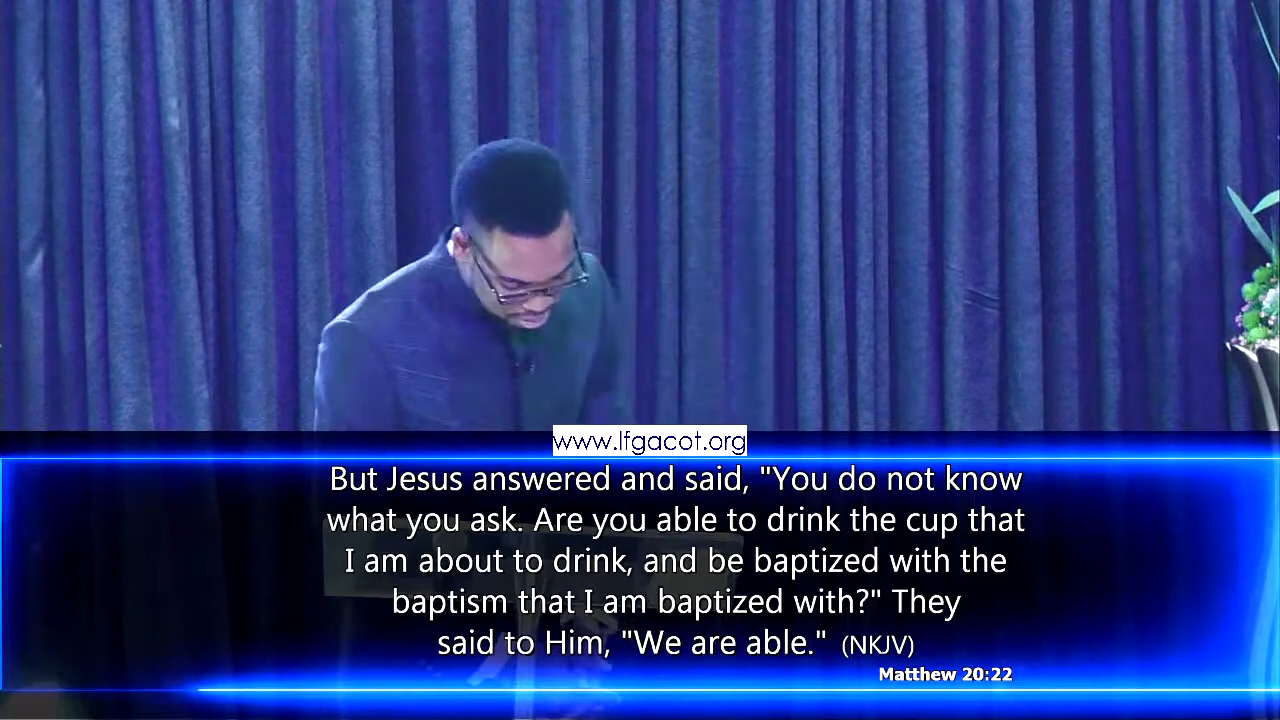 www.lfgacot.org
But Jesus answered and said, "You do not know
what you ask. Are you able to drink the cup that
I am about to drink, and be baptized with the
baptism that I am baptized with?" They
said to Him, "We are able." (NKJV)
Matthew 20:22